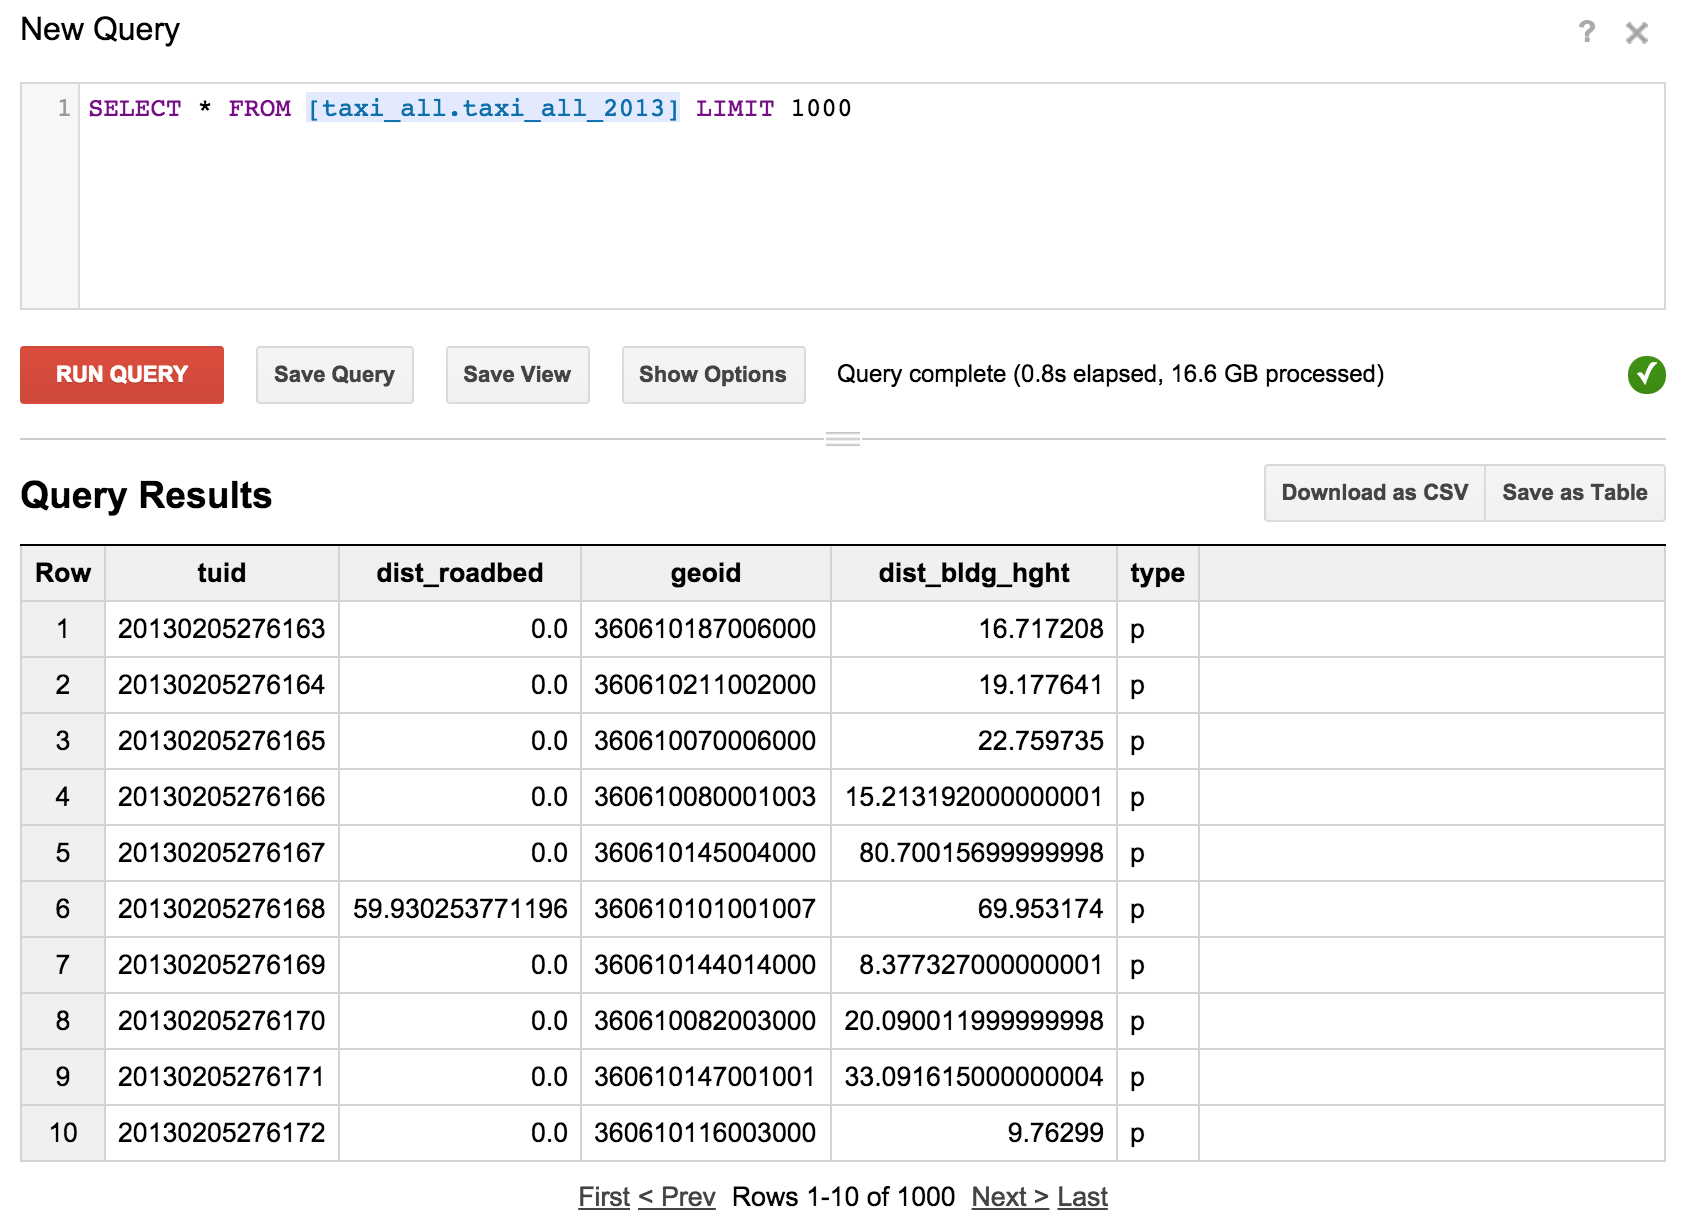 New Query
? ×
1 SELECT * FROM [taxi_all.taxi_all_2013] LIMIT 1000
RUN QUERY Save Query Save View Show Options Query complete (0.8s elapsed, 16.6 GB processed)
Query Results Download as CSV Save as Table
Row tuid dist_roadbed geoid dist_bldg_hght type
1 20130205276163 0.0 360610187006000 16.717208 p
2 20130205276164 0.0 360610211002000 19.177641 p
3 20130205276165 0.0 360610070006000 22.759735 p
4 20130205276166 0.0 360610080001003 15.213192000000001 p
5 20130205276167 0.0 360610145004000 80.70015699999998 p
6 20130205276168 59.930253771196 360610101001007 69.953174 p
7 20130205276169 0.0 360610144014000 8.377327000000001 p
8 20130205276170 0.0 360610082003000 20.090011999999998 p
9 20130205276171 0.0 360610147001001 33.091615000000004 p
10 20130205276172 0.0 360610116003000 9.76299 p
First < Prev Rows 1-10 of 1000 Next > Last